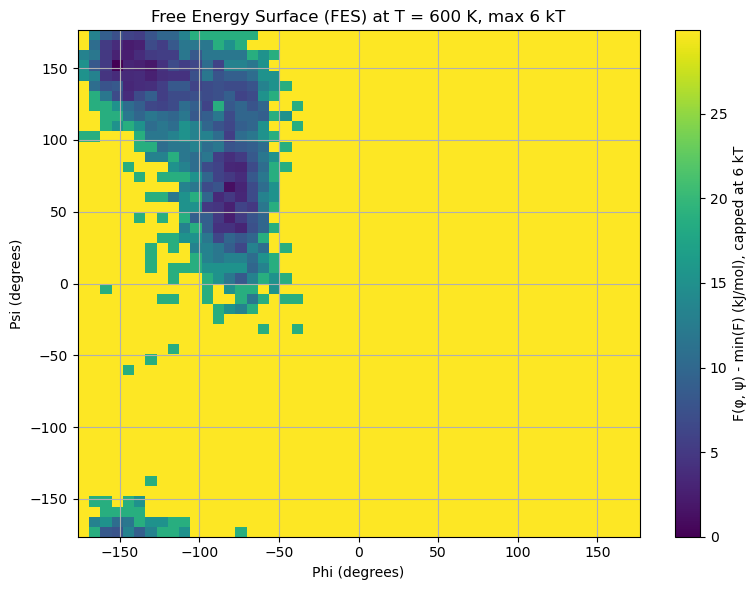 Free Energy Surface (FES) at T = 600 K, max 6 kT
150
100
50
0
−50
−100
−150
Psi (degrees)
−150 −100 −50 0 50 100 150
Phi (degrees)
25
20
15
10
5
0
F(φ, ψ) - min(F) (kJ/mol), capped at 6 kT